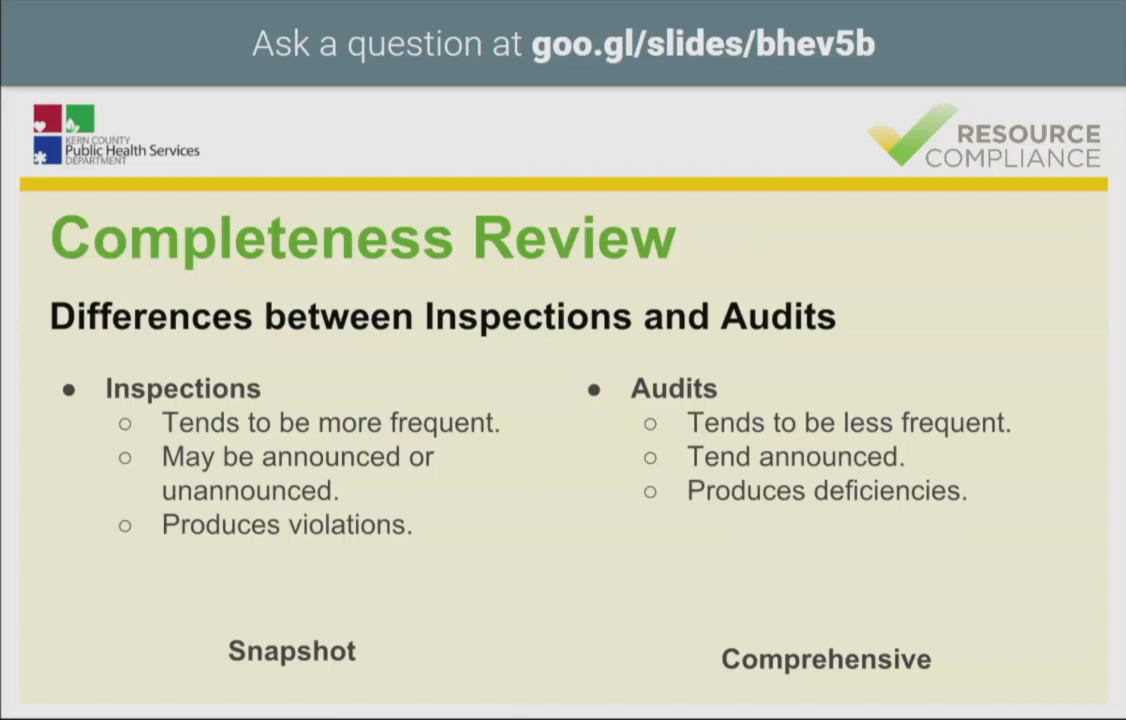 Ask a question at goo.gl/slides/bhev5b
KERN COUNTY
Public Health Services
DEPARTMENT
RESOURCE
COMPLIANCE
Completeness Review
Differences between Inspections and Audits
● Inspections
○ Tends to be more frequent.
○ May be announced or
unannounced.
○ Produces violations.
Snapshot
● Audits
○ Tends to be less frequent.
○ Tend announced.
○ Produces deficiencies.
Comprehensive